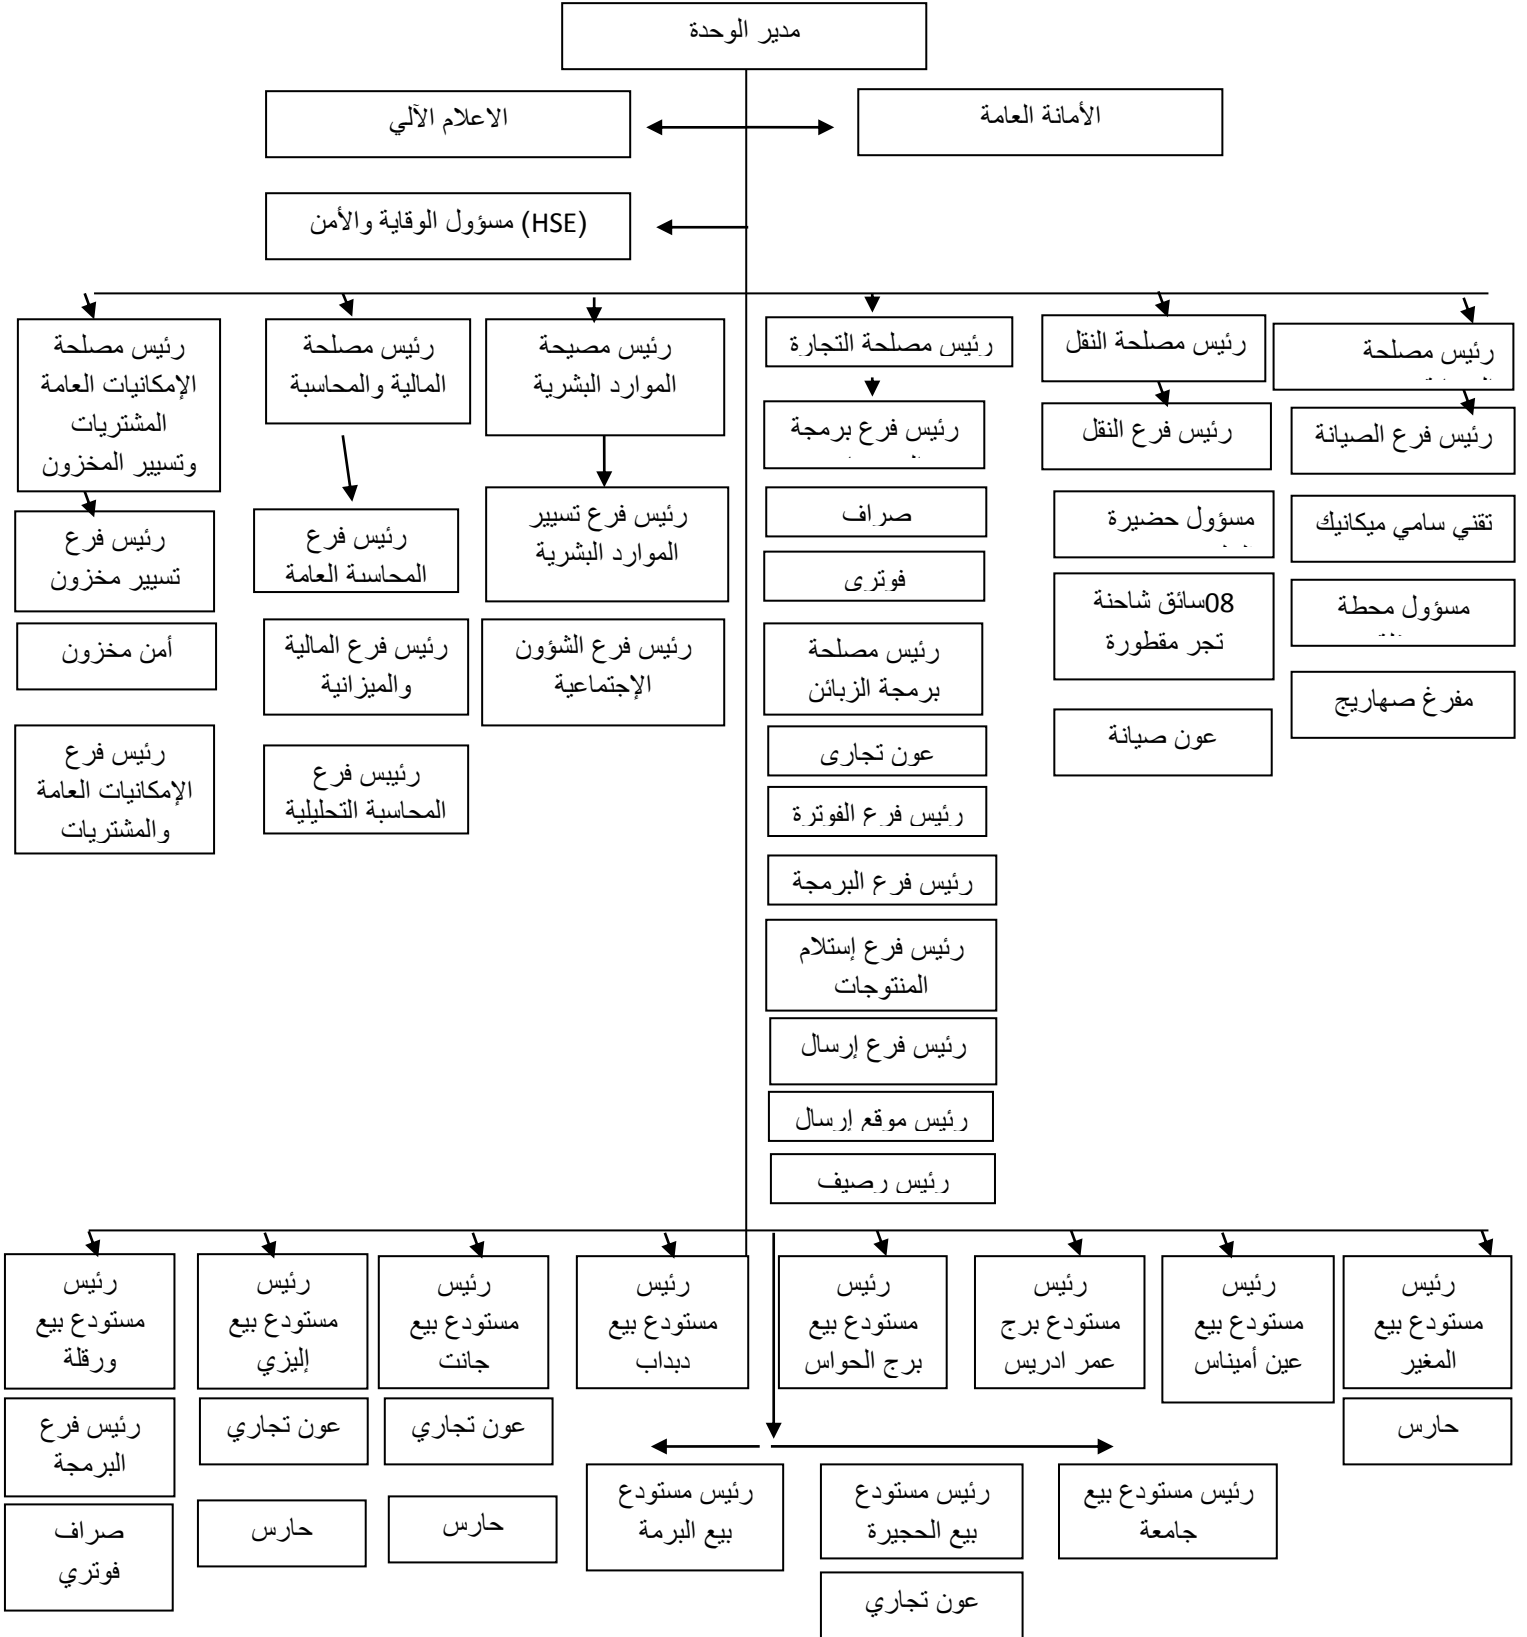 مدير الوحدة
الأمانة العامة
الاعلام الآلي
(HSE) مسؤول الوقاية والأمن
رئيس مصلحة
رئيس مصلحة النقل
رئيس مصلحة التجارة
رئيس مصيحة
الموارد البشرية
رئيس مصلحة
المالية والمحاسبة
رئيس مصلحة
الإمكانيات العامة
المشتريات
وتسيير المخزون
رئيس فرع الصيانة
تقني سامي ميكانيك
مسؤول محطة
مفرغ صهاريج
رئيس فرع النقل
مسؤول حضيرة
08سائق شاحنة
تجر مقطورة
عون صيانة
رئيس فرع برمجة
صراف
فوتري
رئيس مصلحة
برمجة الزبائن
عون تجاري
رئيس فرع الفوترة
رئيس فرع البرمجة
رئيس فرع إستلام
المنتوجات
رئيس فرع إرسال
رئيس موقع إرسال
رئيس رصيف
رئيس فرع تسيير
الموارد البشرية
رئيس فرع الشؤون
الإجتماعية
رئيس فرع
المحاسبة العامة
رئيس فرع المالية
والميزانية
رئيبس فرع
المحاسبة التحليلية
رئيس فرع
تسيير مخزون
أمن مخزون
رئيس فرع
الإمكانيات العامة
والمشتريات
رئيس
مستودع بيع
المغير
حارس
رئيس
مستودع بيع
عين أميناس
رئيس
مستودع برج
عمر ادريس
رئيس
مستودع بيع
برج الحواس
رئيس
مستودع بيع
دبداب
رئيس
مستودع بيع
جانت
عون تجاري
حارس
رئيس
مستودع بيع
إليزي
عون تجاري
حارس
رئيس
مستودع بيع
ورقلة
رئيس فرع
البرمجة
صراف
فوتري
رئيس مستودع بيع
جامعة
رئيس مستودع
بيع الحجيرة
عون تجاري
رئيس مستودع
بيع البرمة